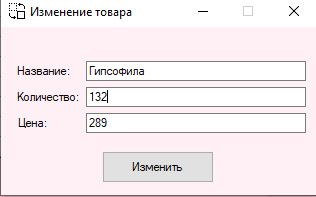 Изменение товара
Название: Гипсофила
Количество: 132
Цена: 289
Изменить